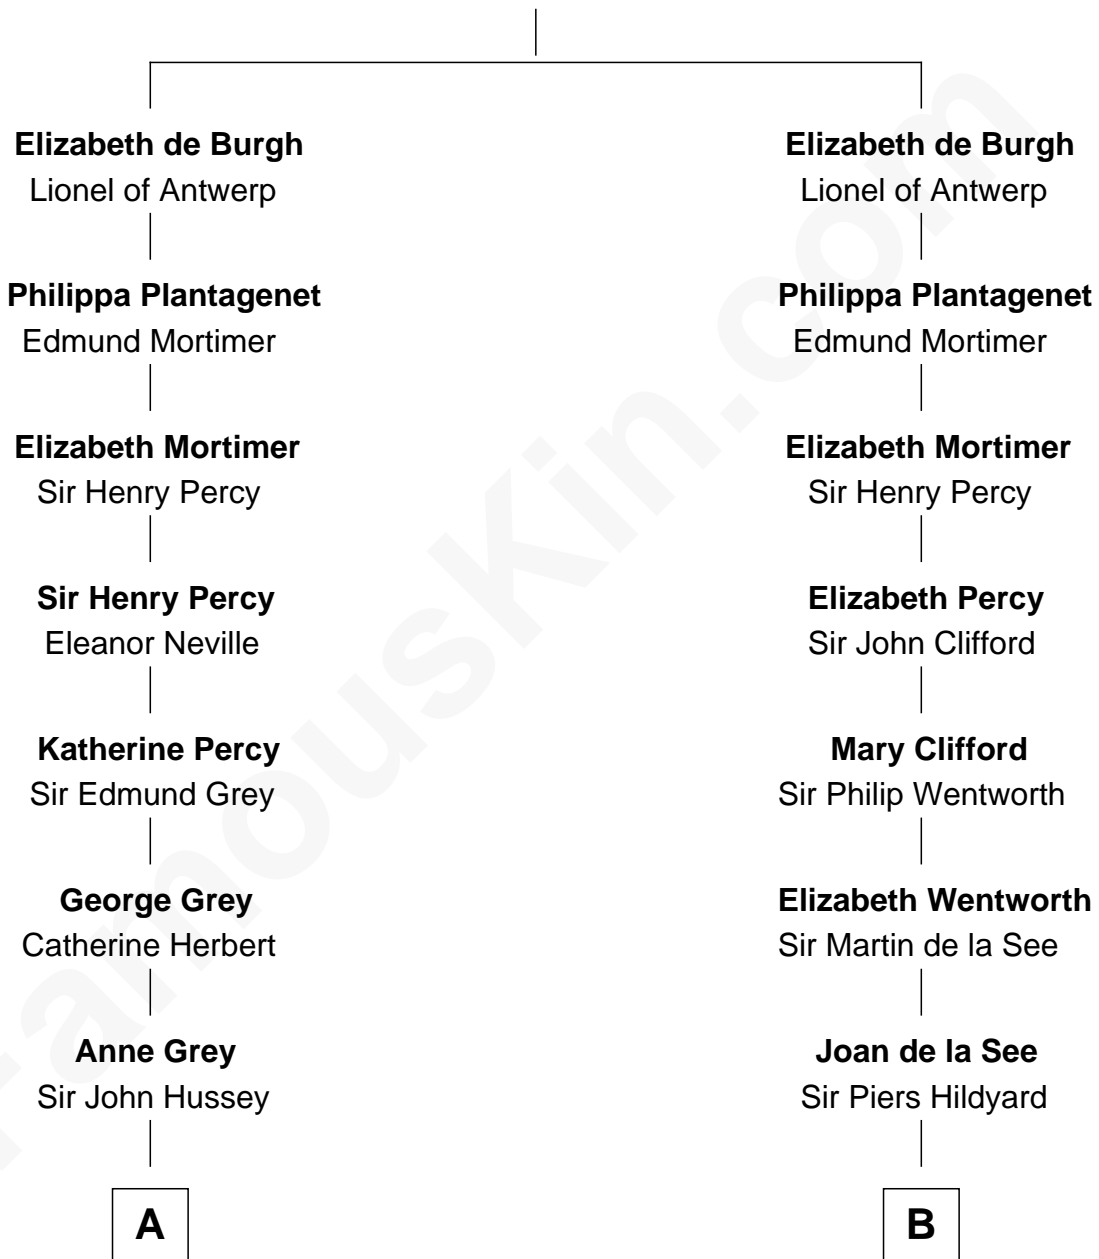 Elizabeth de Burgh
Lionel of Antwerp
Philippa Plantagenet
Edmund Mortimer
Elizabeth Mortimer
Sir Henry Percy
Sir Henry Percy
Eleanor Neville
Katherine Percy
Sir Edmund Grey
George Grey
Catherine Herbert
Anne Grey
Sir John Hussey
A
Elizabeth de Burgh
Lionel of Antwerp
Philippa Plantagenet
Edmund Mortimer
Elizabeth Mortimer
Sir Henry Percy
Elizabeth Percy
Sir John Clifford
Mary Clifford
Sir Philip Wentworth
Elizabeth Wentworth
Sir Martin de la See
Joan de la See
Sir Piers Hildyard
B
FamousKin.com